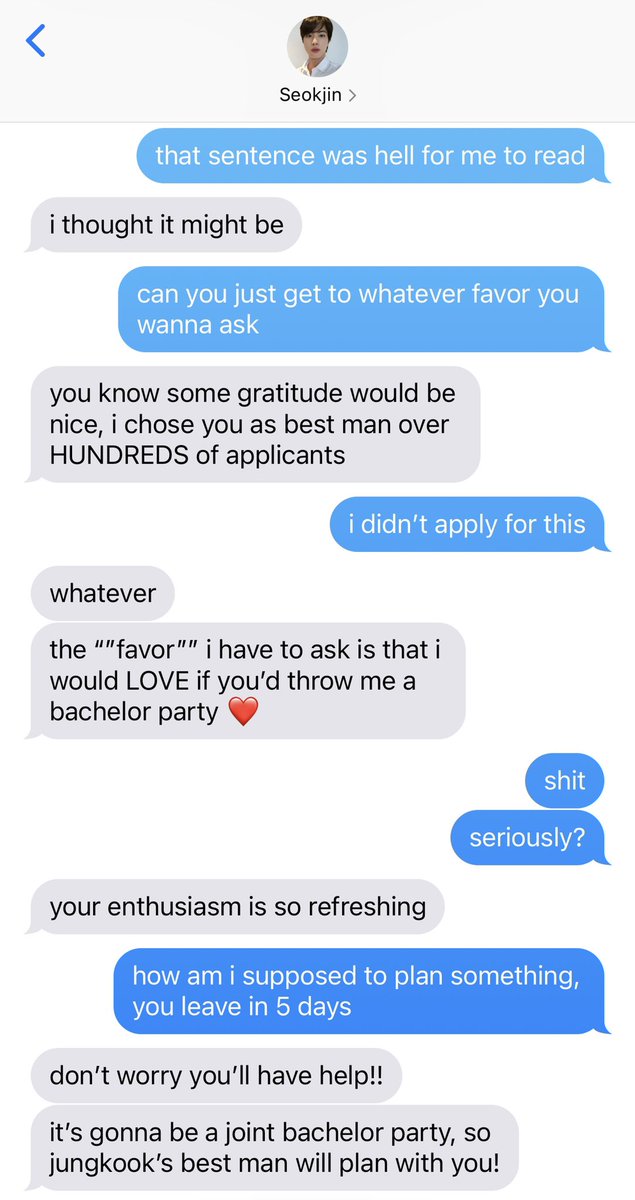 Seokjin
that sentence was hell for me to read
i thought it might be
can you just get to whatever favor you
wanna ask
you know some gratitude would be
nice, i chose you as best man over
HUNDREDS of applicants
i didn’t apply for this
whatever
the “”favor”” i have to ask is that i
would LOVE if you’d throw me a
bachelor party ❤️
shit
seriously?
your enthusiasm is so refreshing
how am i supposed to plan something,
you leave in 5 days
don’t worry you’ll have help!!
it’s gonna be a joint bachelor party, so
jungkook’s best man will plan with you!